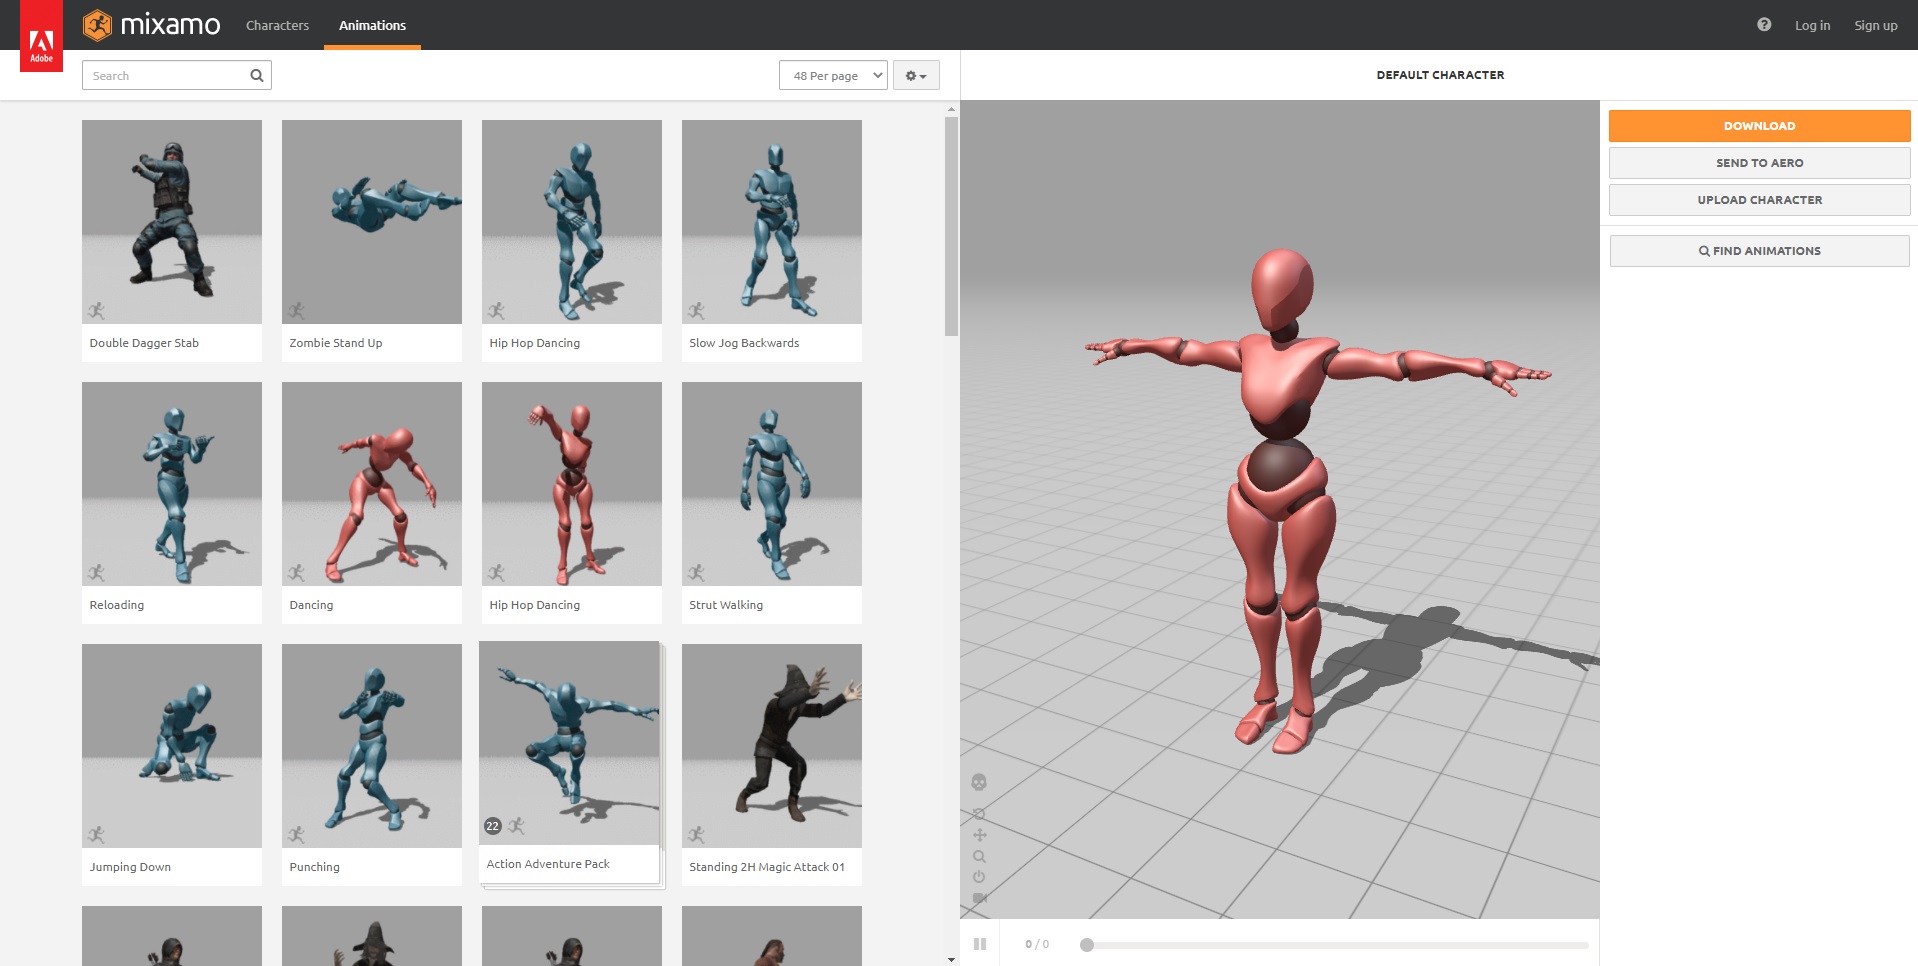 Adobe
mixamo
Characters
Animations
Log in
Sign up
Search
48 Per page
DEFAULT CHARACTER
Double Dagger Stab
Zombie Stand Up
Hip Hop Dancing
Slow Jog Backwards
Reloading
Dancing
Hip Hop Dancing
Strut Walking
22
Jumping Down
Punching
Action Adventure Pack
Standing 2H Magic Attack 01
DOWNLOAD
SEND TO AERO
UPLOAD CHARACTER
FIND ANIMATIONS
0 / 0